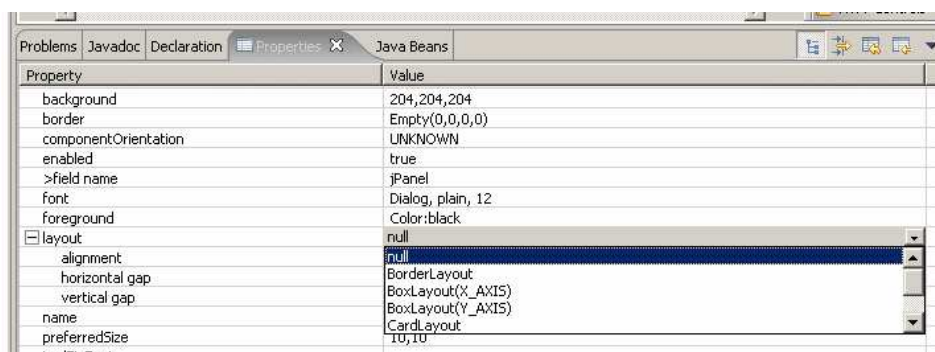 Problems Javadoc Declaration Properties Java Beans
Property Value
background 204,204,204
border Empty(0,0,0,0)
componentOrientation UNKNOWN
enabled true
>field name jPanel
font Dialog, plain, 12
foreground Color:black
layout null
alignment null
horizontal gap BorderLayout
vertical gap BoxLayout(X_AXIS)
BoxLayout(Y_AXIS)
name CardLayout
preferredSize 10,10